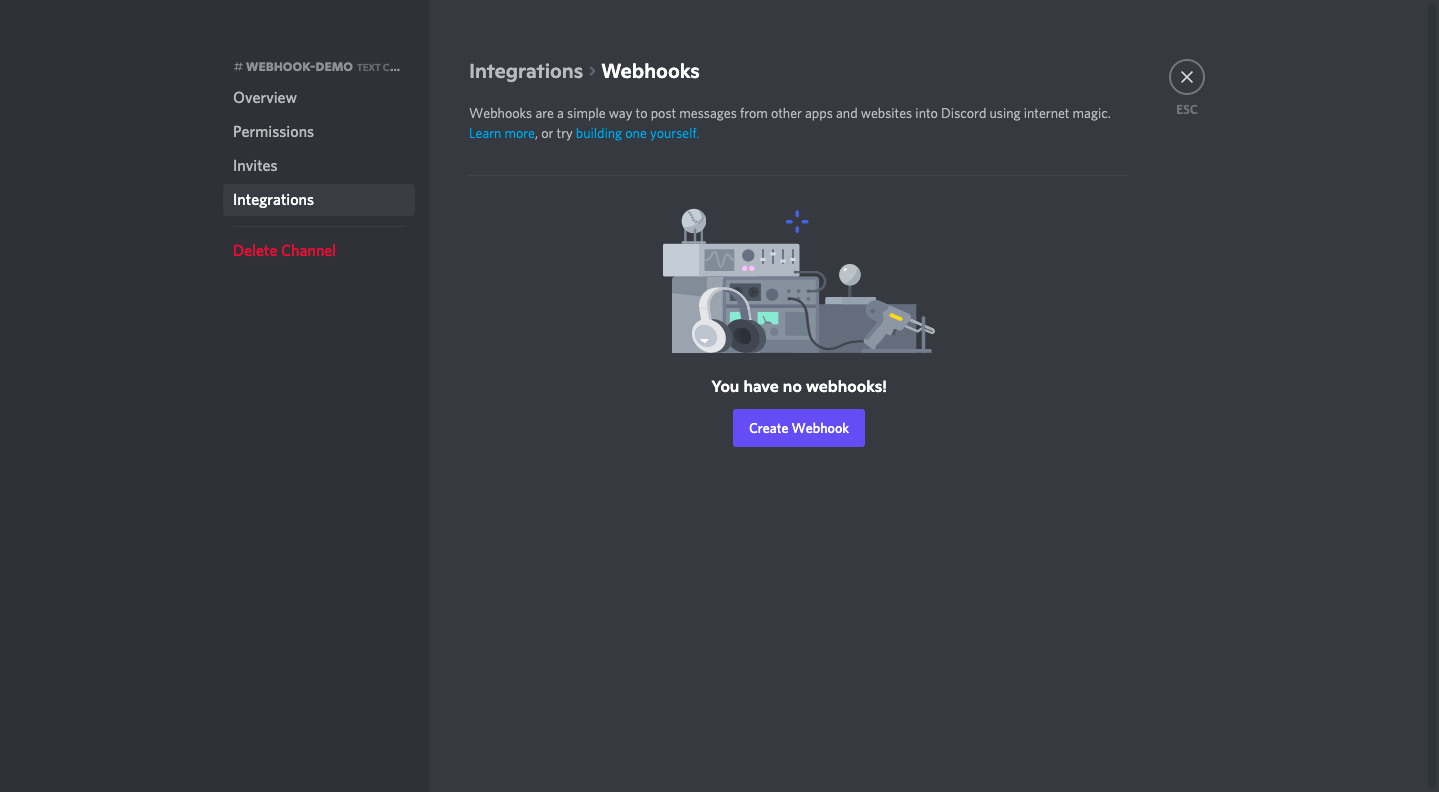 # WEBHOOK-DEMO TEXT C...
Overview
Permissions
Invites
Integrations
Delete Channel
Integrations > Webhooks
Webhooks are a simple way to post messages from other apps and websites into Discord using internet magic.
Learn more, or try building one yourself.
ESC
You have no webhooks!
Create Webhook